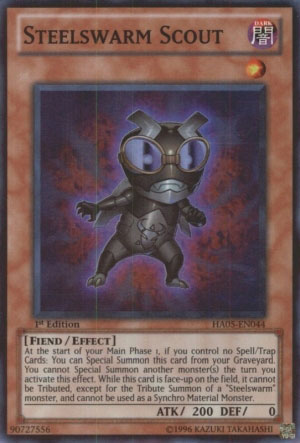 STEELSWARM SCOUT
DARK
闇
1st Edition
HA05-EN044
[FIEND / EFFECT]
At the start of your Main Phase 1, if you control no Spell/Trap
Cards: You can Special Summon this card from your Graveyard.
You cannot Special Summon another monster(s) the turn you
activate this effect. While this card is face-up on the field, it cannot
be Tributed, except for the Tribute Summon of a "Steelswarm"
monster, and cannot be used as a Synchro Material Monster.
ATK/ 200 DEF/ 0
90727556
©1996 KAZUKI TAKAHASHI